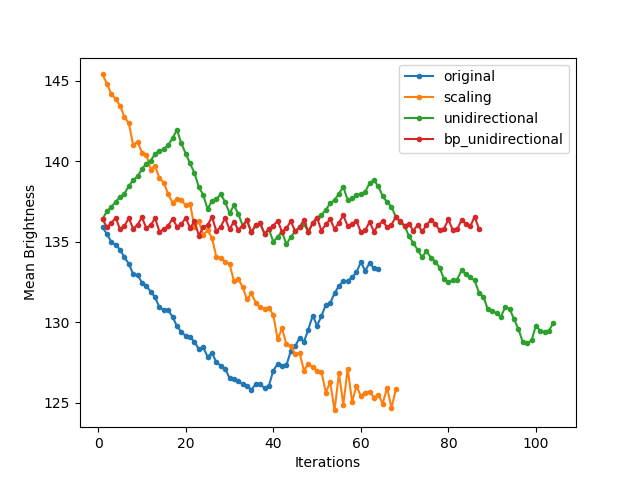 original
scaling
unidirectional
bp_unidirectional
145
140
135
130
125
Mean Brightness
0 20 40 60 80 100
Iterations